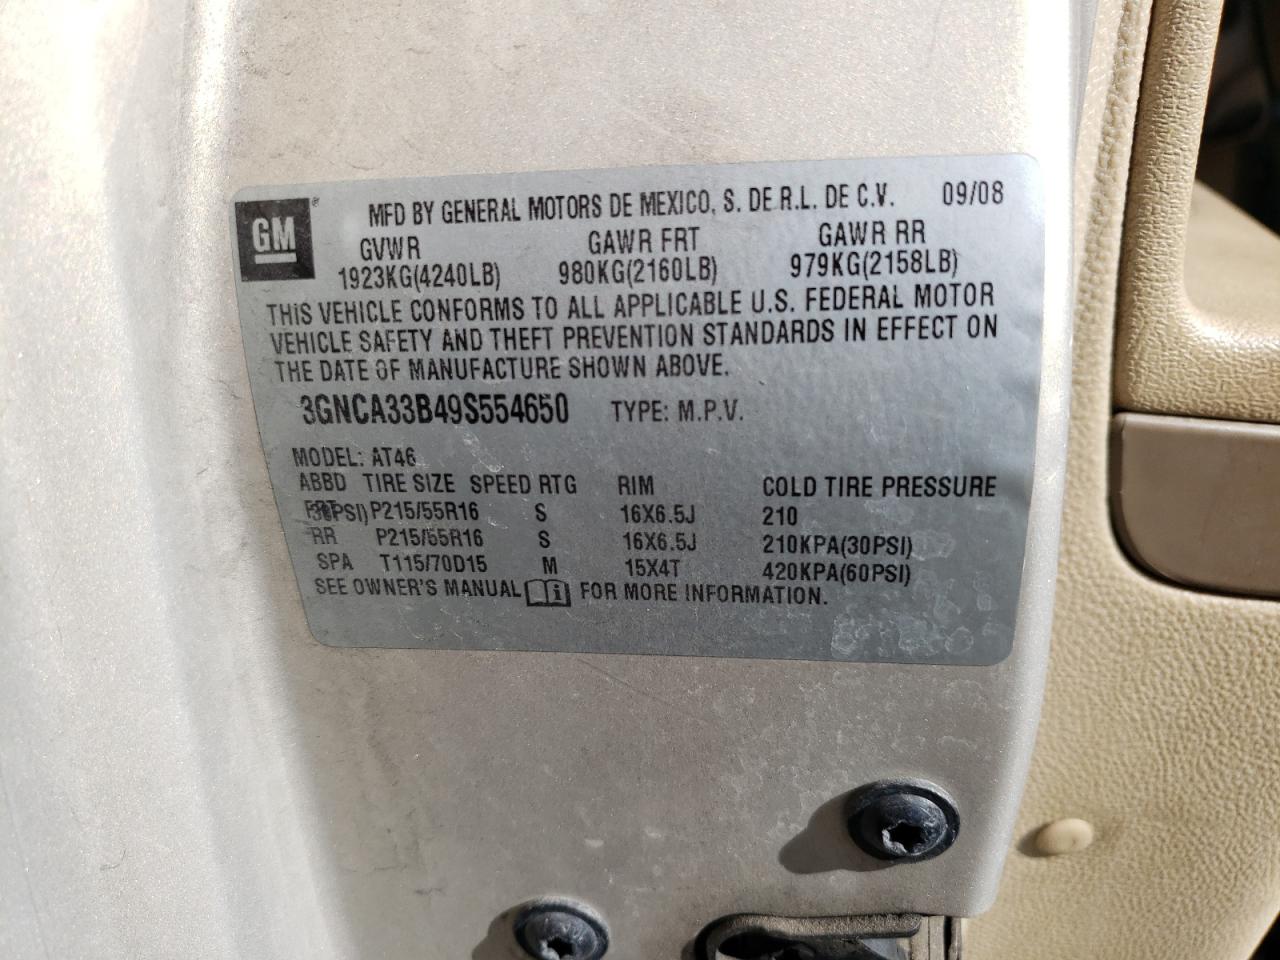 GM ® MFD BY GENERAL MOTORS DE MEXICO, S. DE R.L. DE C.V. 09/08
GVWR GAWR FRT GAWR RR
1923KG(4240LB) 980KG(2160LB) 979KG(2158LB)
THIS VEHICLE CONFORMS TO ALL APPLICABLE U.S. FEDERAL MOTOR
VEHICLE SAFETY AND THEFT PREVENTION STANDARDS IN EFFECT ON
THE DATE OF MANUFACTURE SHOWN ABOVE.
3GNCA33B49S554650 TYPE: M.P.V.
MODEL: AT46
ABBD TIRE SIZE SPEED RTG RIM COLD TIRE PRESSURE
P215/55R16 S 16X6.5J 210
RR P215/55R16 S 16X6.5J 210KPA(30PSI)
SPA T115/70D15 M 15X4T 420KPA(60PSI)
SEE OWNER'S MANUAL i FOR MORE INFORMATION.